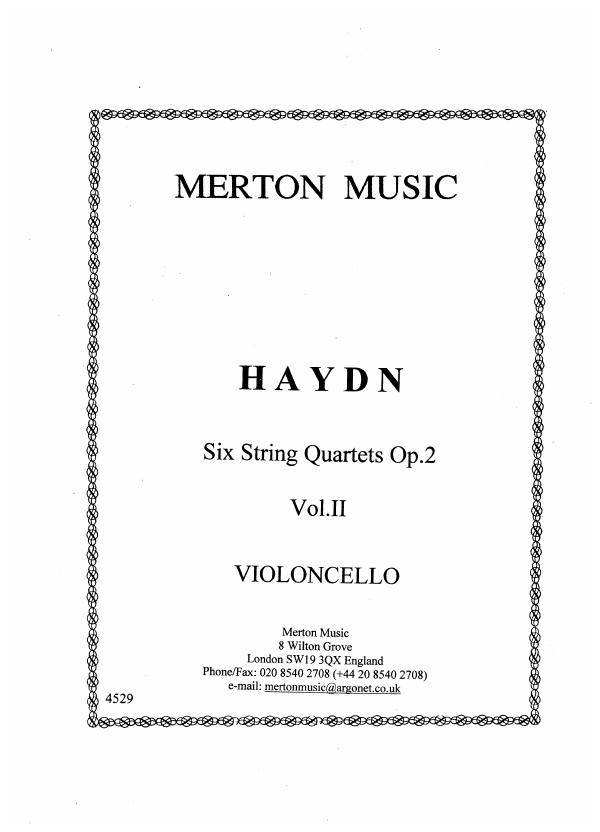 MERTON MUSIC
HAYDN
Six String Quartets Op.2
Vol.II
VIOLONCELLO
Merton Music
8 Wilton Grove
London SW19 3QX England
Phone/Fax: 020 8540 2708 (+44 20 8540 2708)
e-mail: mertonmusic@argonet.co.uk
4529